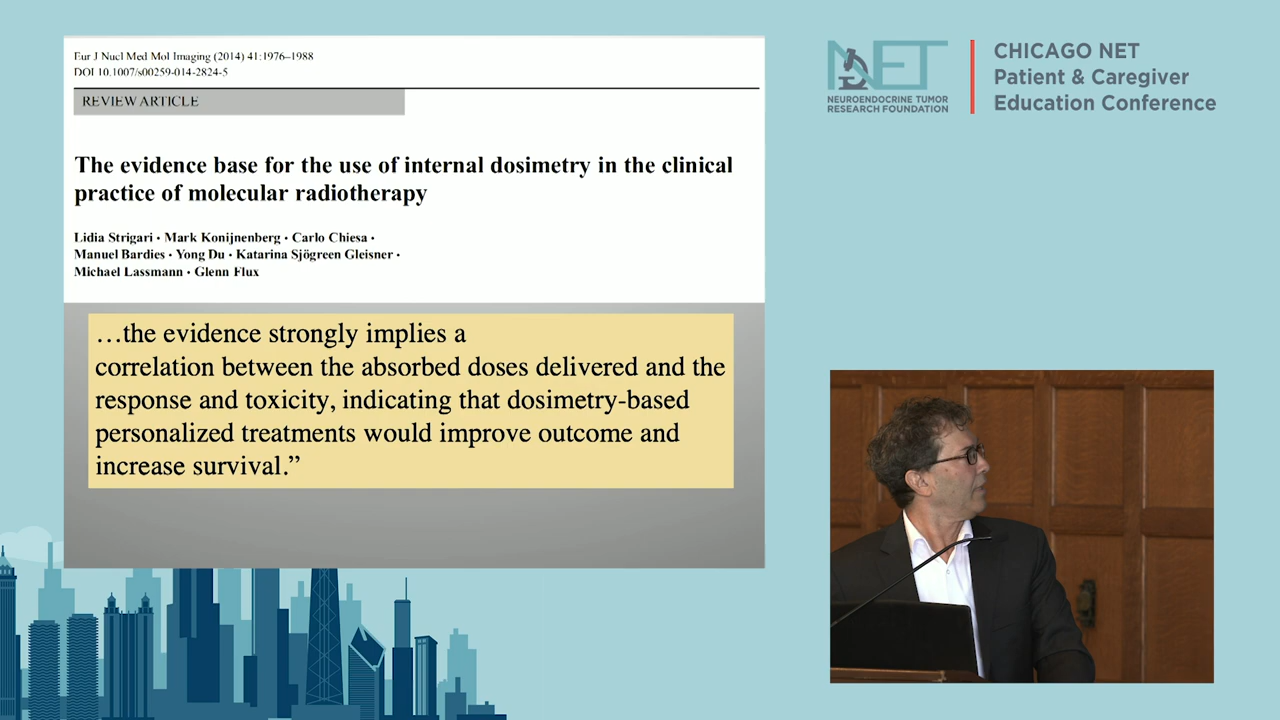 Eur J Nucl Med Mol Imaging (2014) 41:1976–1988
DOI 10.1007/s00259-014-2824-5
REVIEW ARTICLE
The evidence base for the use of internal dosimetry in the clinical
practice of molecular radiotherapy
Lidia Strigari · Mark Konijnenberg · Carlo Chiesa ·
Manuel Bardies · Yong Du · Katarina Sjögreen Gleisner ·
Michael Lassmann · Glenn Flux
…the evidence strongly implies a
correlation between the absorbed doses delivered and the
response and toxicity, indicating that dosimetry-based
personalized treatments would improve outcome and
increase survival.”
NET
NEUROENDOCRINE TUMOR
RESEARCH FOUNDATION
CHICAGO NET
Patient & Caregiver
Education Conference